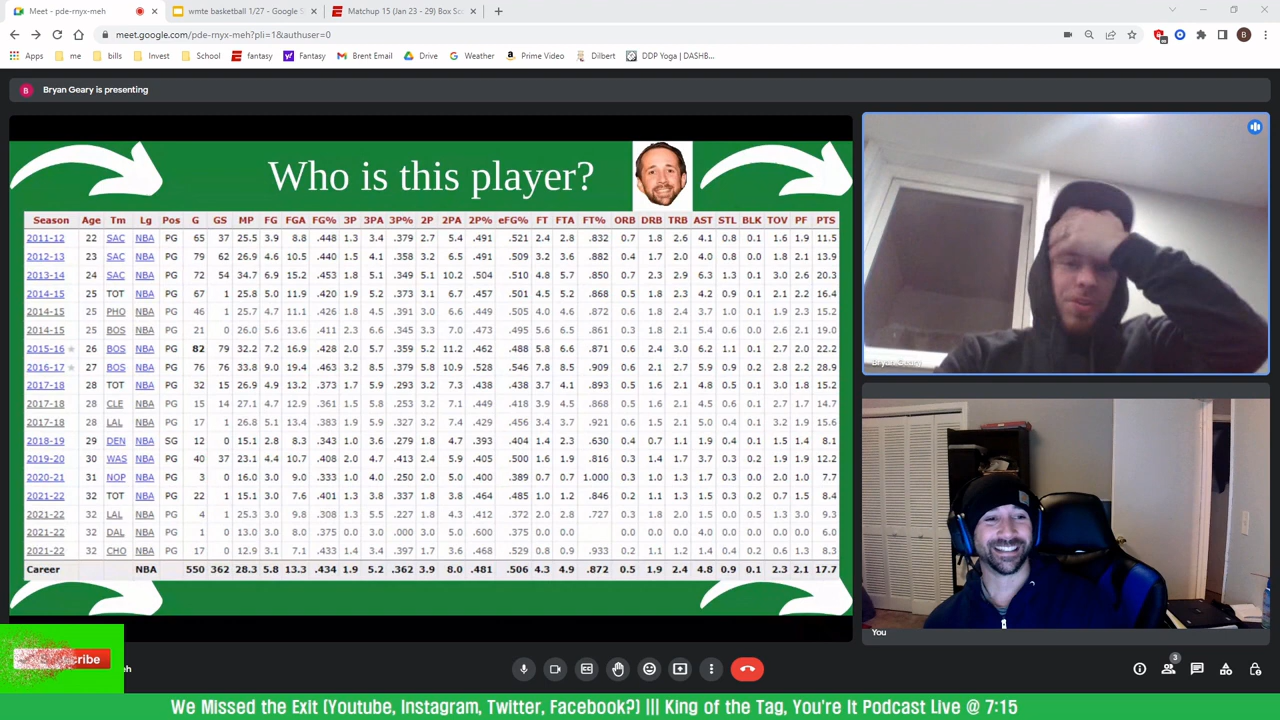 Meet - pde-rnyx-meh
wmte basketball 1/27 - Google S
Matchup 15 (Jan 23 - 29) Box Sc
meet.google.com/pde-rnyx-meh?pli=1&authuser=0
Apps me bills Invest School fantasy Fantasy Brent Email Drive Weather Prime Video Dilbert DDP Yoga | DASHB...
Bryan Geary is presenting
Who is this player?
Season Age Tm Lg Pos G GS MP FG FGA FG% 3P 3PA 3P% 2P 2PA 2P% eFG% FT FTA FT% ORB DRB TRB AST STL BLK TOV PF PTS
2011-12 22 SAC NBA PG 65 37 25.5 3.9 8.8 .448 1.3 3.4 .379 2.7 5.4 .491 .521 2.4 2.8 .832 0.7 1.8 2.6 4.1 0.8 0.1 1.6 1.9 11.5
2012-13 23 SAC NBA PG 79 62 26.9 4.6 10.5 .440 1.5 4.1 .358 3.2 6.5 .491 .509 3.2 3.6 .882 0.4 1.7 2.0 4.0 0.8 0.0 1.8 2.1 13.9
2013-14 24 SAC NBA PG 72 54 34.7 6.9 15.2 .453 1.8 5.1 .349 5.1 10.2 .504 .510 4.8 5.7 .850 0.7 2.3 2.9 6.3 1.3 0.1 3.0 2.6 20.3
2014-15 25 TOT NBA PG 67 1 25.8 5.0 11.9 .420 1.9 5.2 .373 3.1 6.7 .457 .501 4.5 5.2 .868 0.4 1.8 2.3 4.2 0.9 0.1 2.1 2.2 16.4
2014-15 25 PHO NBA PG 46 1 25.7 4.7 11.1 .426 1.8 4.5 .391 3.0 6.6 .449 .505 4.0 4.6 .872 0.6 1.8 2.4 3.7 1.0 0.1 1.9 2.3 15.2
2014-15 25 BOS NBA PG 21 0 26.0 5.6 13.6 .411 2.3 6.6 .345 3.3 7.0 .473 .495 5.6 6.5 .861 0.3 1.8 2.1 5.4 0.6 0.0 2.6 2.1 19.0
2015-16 26 BOS NBA PG 82 79 32.2 7.2 16.9 .428 2.0 5.7 .359 5.2 11.2 .462 .488 5.8 6.6 .871 0.6 2.4 3.0 6.2 1.1 0.1 2.7 2.0 22.2
2016-17 27 BOS NBA PG 76 76 33.8 9.0 19.4 .463 3.2 8.5 .379 5.8 10.9 .528 .546 7.8 8.5 .909 0.6 2.1 2.7 5.9 0.9 0.2 2.8 2.2 28.9
2017-18 28 TOT NBA PG 32 15 26.9 4.9 13.2 .373 1.7 5.9 .293 3.2 7.3 .438 .438 3.7 4.1 .893 0.5 1.6 2.1 4.8 0.5 0.1 3.0 1.8 15.2
2017-18 28 CLE NBA PG 15 14 27.1 4.7 12.9 .361 1.5 5.8 .253 3.2 7.1 .449 .418 3.9 4.5 .868 0.4 1.7 2.1 4.5 0.6 0.1 2.7 1.7 14.7
2017-18 28 LAL NBA PG 17 1 26.8 5.1 13.4 .383 1.9 5.9 .327 3.2 7.4 .429 .456 3.4 3.7 .921 0.6 1.5 2.1 5.0 0.4 0.1 3.2 1.9 15.6
2018-19 29 DEN NBA SG 12 0 15.1 2.8 8.3 .343 1.0 3.6 .279 1.8 4.7 .393 .404 1.4 2.3 .630 0.4 0.7 1.1 1.9 0.4 0.1 1.5 1.4 8.1
2019-20 30 WAS NBA PG 40 37 23.1 4.4 10.7 .408 2.0 4.7 .413 2.4 5.9 .405 .500 1.6 1.9 .816 0.3 1.4 1.7 3.7 0.3 0.2 1.9 1.9 12.2
2020-21 31 NOP NBA PG 3 0 16.0 3.0 9.0 .333 1.0 4.0 .250 2.0 5.0 .400 .389 0.7 0.7 1.000 0.0 1.0 1.3 1.7 0.3 0.0 2.0 1.0 7.7
2021-22 32 TOT NBA PG 22 0 15.1 3.0 7.6 .401 1.3 3.8 .337 1.8 3.8 .464 .485 1.0 1.2 .846 0.3 1.1 1.3 1.5 0.3 0.3 0.7 1.5 8.4
2021-22 32 LAL NBA PG 4 1 25.3 3.0 9.8 .308 1.3 5.5 .227 1.8 4.3 .412 .372 2.0 2.8 .727 0.5 1.3 1.8 1.5 0.0 0.5 1.3 3.0 9.3
2021-22 32 DAL NBA PG 1 0 13.0 3.0 8.0 .375 0.0 3.0 .000 3.0 5.0 .600 .375 0.0 0.0 0.0 0.0 0.0 4.0 0.0 0.0 0.0 0.0 6.0
2021-22 32 CHO NBA PG 17 0 12.9 3.1 7.1 .433 1.4 3.4 .397 1.7 3.6 .468 .529 0.8 0.9 .933 0.2 1.1 1.2 1.4 0.4 0.2 0.6 1.3 8.3
Career NBA 550 362 28.3 5.8 13.3 .434 1.9 5.2 .362 3.9 8.0 .481 .506 4.3 4.9 .872 0.5 1.9 2.4 4.8 0.9 0.1 2.3 2.1 17.7
Bryan Geary
You
3
We Missed the Exit (Youtube, Instagram, Twitter, Facebook?) ||| King of the Tag, You're It Podcast Live @ 7:15